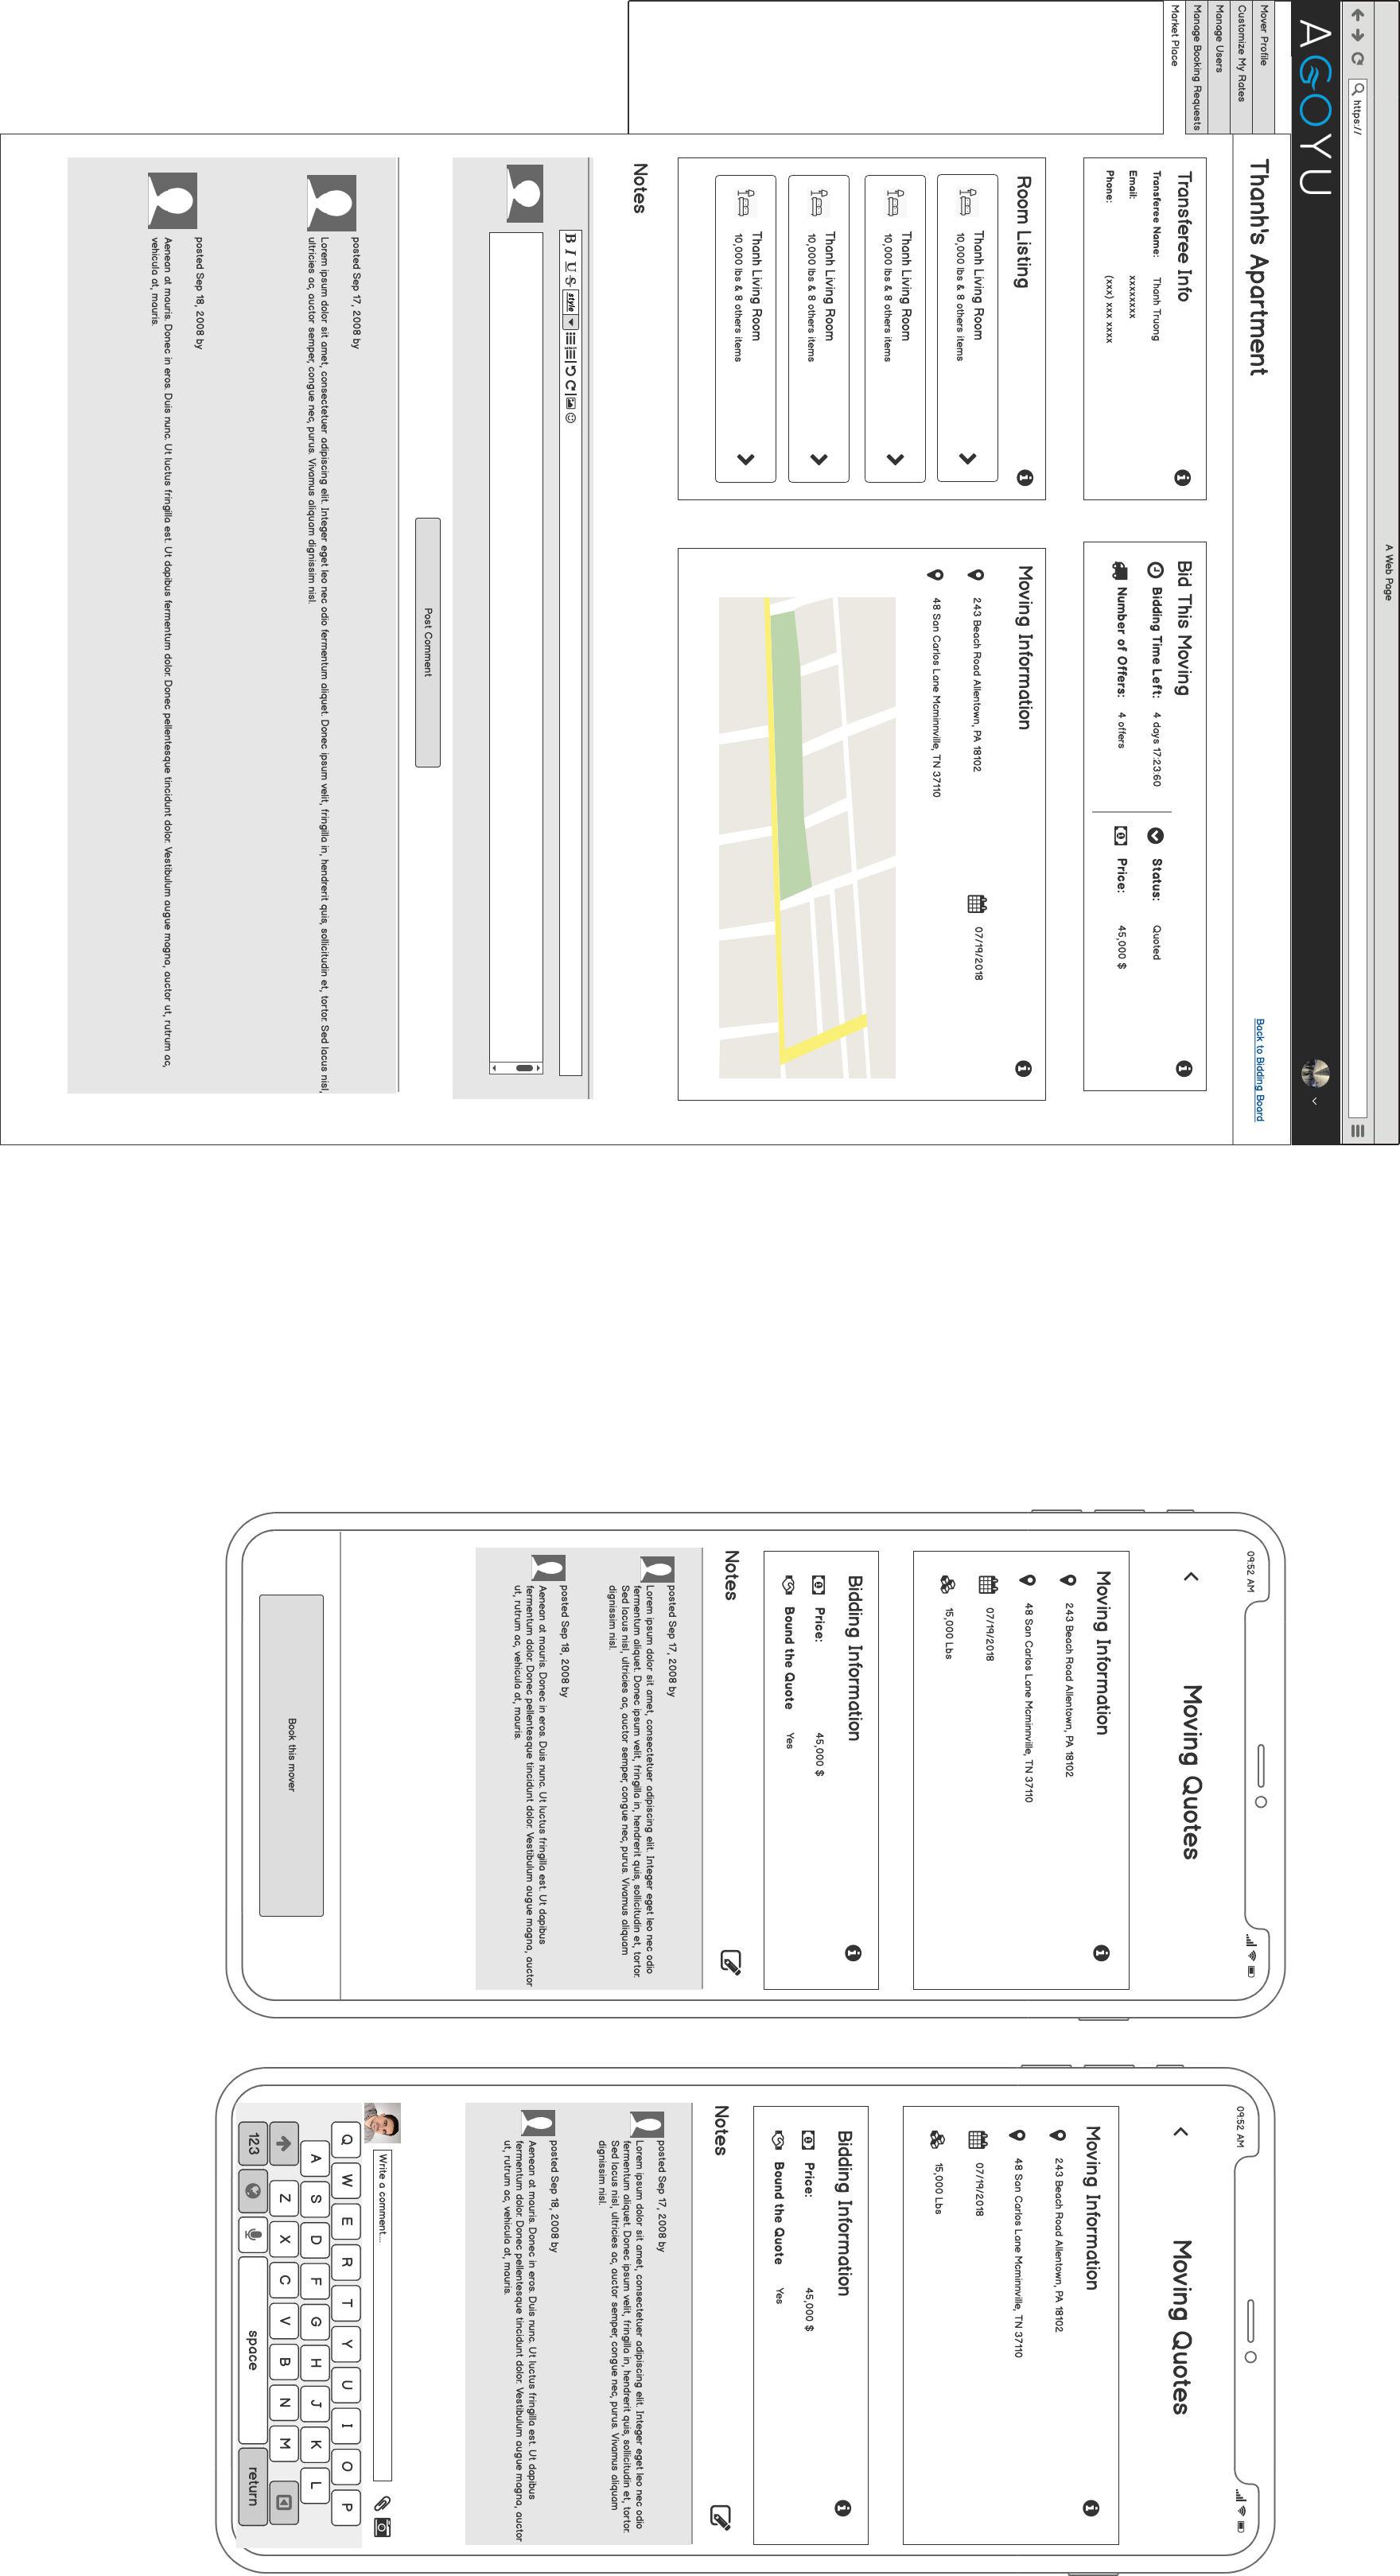 A Web Page
https://
AGOYU
Mover Profile
Customize My Rates
Manage Users
Manage Booking Requests
Market Place
Thanh's Apartment
Back to Bidding Board
Transferee Info
Transferee Name: Thanh Truong
Email: xxxxxxxx
Phone: (xxx) xxx xxxx
Bid This Moving
Bidding Time Left: 4 days 17:23:60
Number of Offers: 4 offers
Status: Quoted
Price: 45,000 $
Room Listing
Thanh Living Room
10,000 lbs & 8 others items
Thanh Living Room
10,000 lbs & 8 others items
Thanh Living Room
10,000 lbs & 8 others items
Thanh Living Room
10,000 lbs & 8 others items
Moving Information
243 Beach Road Allentown, PA 18102
07/19/2018
48 San Carlos Lane Mcminnville, TN 37110
Notes
B I U S style
Post Comment
posted Sep 17, 2008 by
Lorem ipsum dolor sit amet, consectetuer adipiscing elit. Integer eget leo nec odio fermentum aliquet. Donec ipsum velit, fringilla in, hendrerit quis, sollicitudin et, tortor. Sed lacus nisl,
ultricies ac, auctor semper, congue nec, purus. Vivamus aliquam dignissim nisl.
posted Sep 18, 2008 by
Aenean at mauris. Donec in eros. Duis nunc. Ut luctus fringilla est. Ut dapibus fermentum dolor. Donec pellentesque tincidunt dolor. Vestibulum augue magna, auctor ut, rutrum ac,
vehicula at, mauris.
09:52 AM
Moving Quotes
Moving Information
243 Beach Road Allentown, PA 18102
48 San Carlos Lane Mcminnville, TN 37110
07/19/2018
15,000 Lbs
Bidding Information
Price: 45,000 $
Bound the Quote Yes
Notes
posted Sep 17, 2008 by
Lorem ipsum dolor sit amet, consectetuer adipiscing elit. Integer eget leo nec odio
fermentum aliquet. Donec ipsum velit, fringilla in, hendrerit quis, sollicitudin et, tortor.
Sed lacus nisl, ultricies ac, auctor semper, congue nec, purus. Vivamus aliquam
dignissim nisl.
posted Sep 18, 2008 by
Aenean at mauris. Donec in eros. Duis nunc. Ut luctus fringilla est. Ut dapibus
fermentum dolor. Donec pellentesque tincidunt dolor. Vestibulum augue magna, auctor
ut, rutrum ac, vehicula at, mauris.
Book this mover
09:52 AM
Moving Quotes
Moving Information
243 Beach Road Allentown, PA 18102
48 San Carlos Lane Mcminnville, TN 37110
07/19/2018
15,000 Lbs
Bidding Information
Price: 45,000 $
Bound the Quote Yes
Notes
posted Sep 17, 2008 by
Lorem ipsum dolor sit amet, consectetuer adipiscing elit. Integer eget leo nec odio
fermentum aliquet. Donec ipsum velit, fringilla in, hendrerit quis, sollicitudin et, tortor.
Sed lacus nisl, ultricies ac, auctor semper, congue nec, purus. Vivamus aliquam
dignissim nisl.
posted Sep 18, 2008 by
Aenean at mauris. Donec in eros. Duis nunc. Ut luctus fringilla est. Ut dapibus
fermentum dolor. Donec pellentesque tincidunt dolor. Vestibulum augue magna, auctor
ut, rutrum ac, vehicula at, mauris.
Write a comment...
Q W E R T Y U I O P
A S D F G H J K L
Z X C V B N M
123 space return